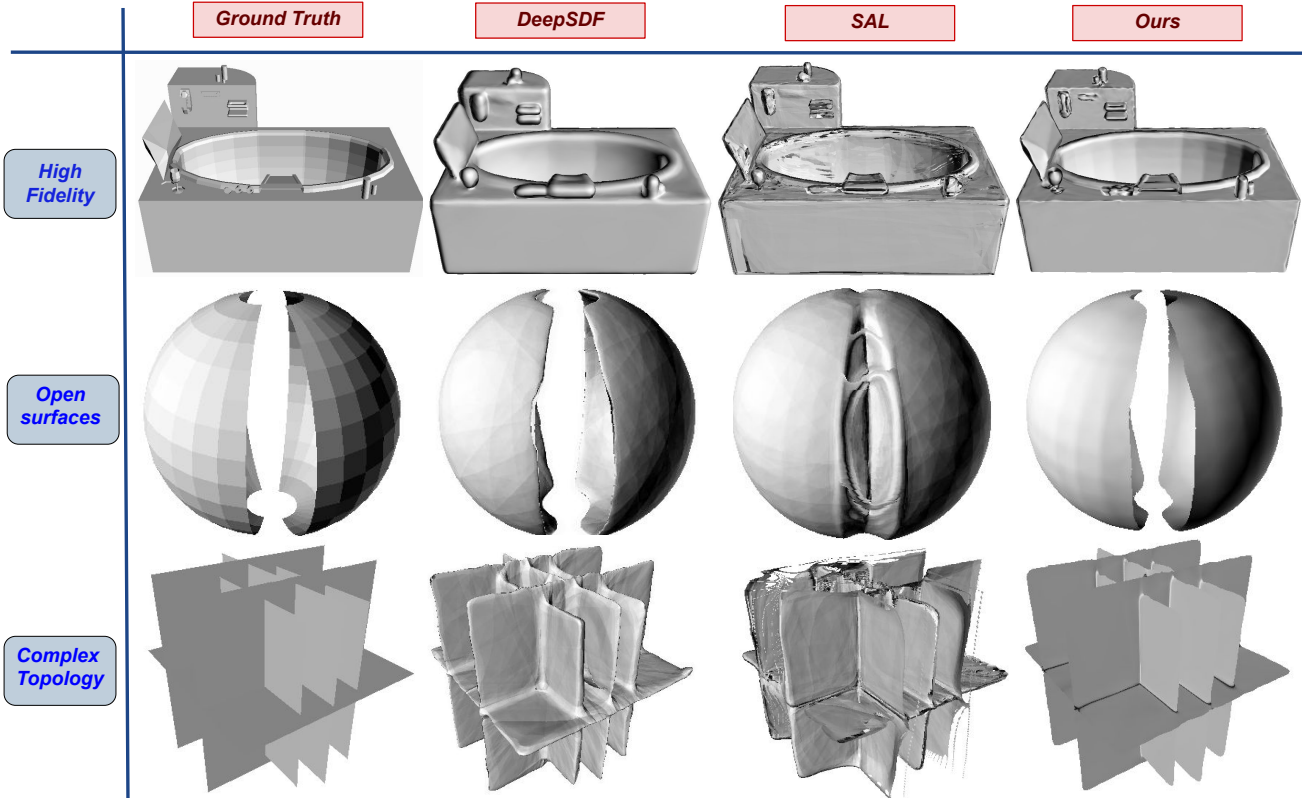 Ground Truth
DeepSDF
SAL
Ours
High
Fidelity
Open
surfaces
Complex
Topology